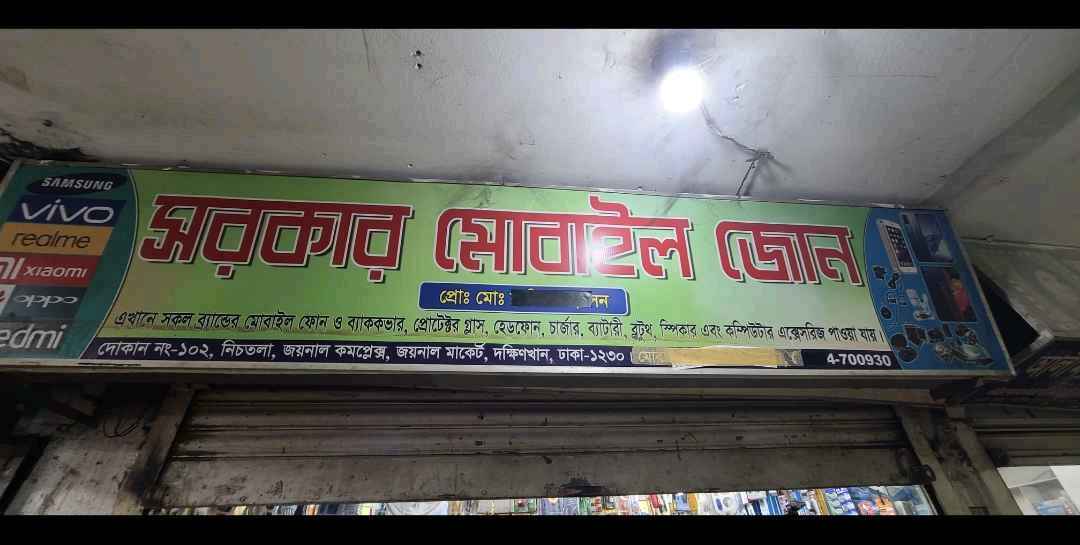 SAMSUNG
vivo
realme
xiaomi
oppo
edmi
সরকার মোবাইল জোন
প্রোঃ মোঃ
এখানে সকল ব্যান্ডের মোবাইল ফোন ও ব্যাককভার, প্রোটেক্টর গ্লাস, হেডফোন, চার্জার, ব্যাটারী, ব্লুটুথ, স্পিকার এবং কম্পিউটার এক্সেসরিজ পাওয়া যায়।
দোকান নং-১০২, নিচতলা, জয়নাল কমপ্লেক্স, জয়নাল মার্কেট, দক্ষিণখান, ঢাকা-১২৩০। মোব 4-700930